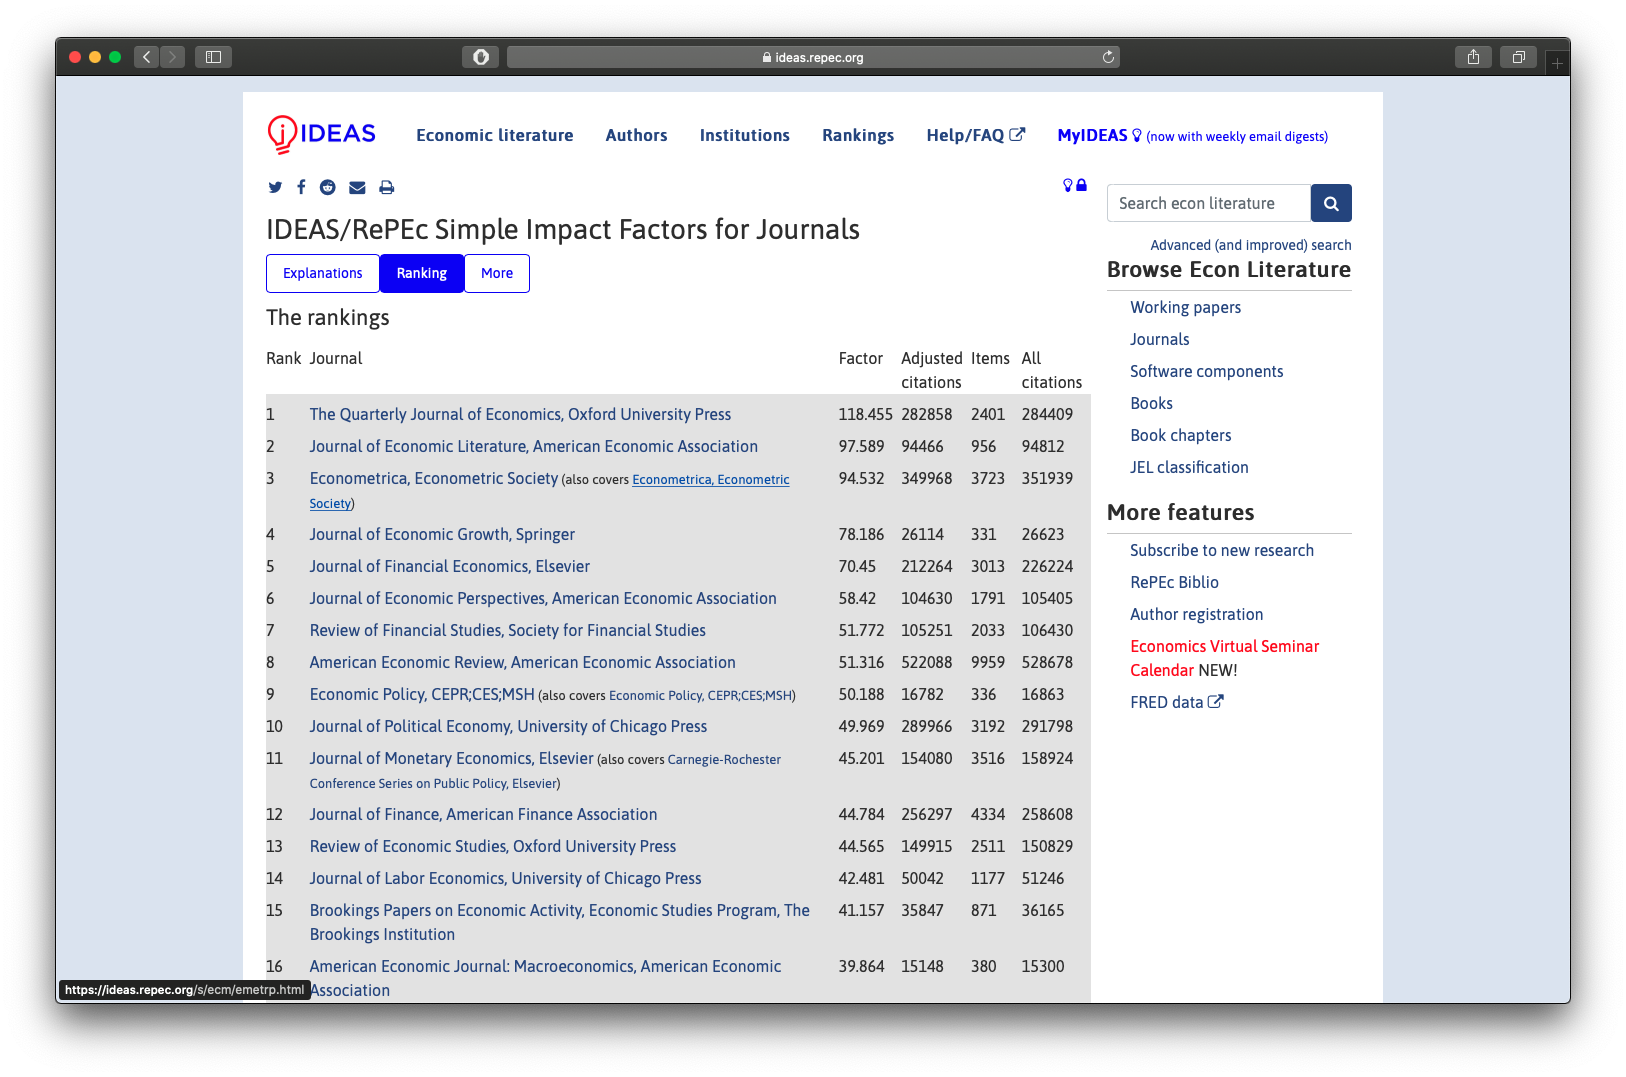 ideas.repec.org
IDEAS Economic literature Authors Institutions Rankings Help/FAQ MyIDEAS (now with weekly email digests)
IDEAS/RePEc Simple Impact Factors for Journals
Explanations Ranking More
The rankings
Rank Journal Factor Adjusted citations Items All citations
1 The Quarterly Journal of Economics, Oxford University Press 118.455 282858 2401 284409
2 Journal of Economic Literature, American Economic Association 97.589 94466 956 94812
3 Econometrica, Econometric Society (also covers Econometrica, Econometric 94.532 349968 3723 351939
Society)
4 Journal of Economic Growth, Springer 78.186 26114 331 26623
5 Journal of Financial Economics, Elsevier 70.45 212264 3013 226224
6 Journal of Economic Perspectives, American Economic Association 58.42 104630 1791 105405
7 Review of Financial Studies, Society for Financial Studies 51.772 105251 2033 106430
8 American Economic Review, American Economic Association 51.316 522088 9959 528678
9 Economic Policy, CEPR;CES;MSH (also covers Economic Policy, CEPR;CES;MSH) 50.188 16782 336 16863
10 Journal of Political Economy, University of Chicago Press 49.969 289966 3192 291798
11 Journal of Monetary Economics, Elsevier (also covers Carnegie-Rochester 45.201 154080 3516 158924
Conference Series on Public Policy, Elsevier)
12 Journal of Finance, American Finance Association 44.784 256297 4334 258608
13 Review of Economic Studies, Oxford University Press 44.565 149915 2511 150829
14 Journal of Labor Economics, University of Chicago Press 42.481 50042 1177 51246
15 Brookings Papers on Economic Activity, Economic Studies Program, The 41.157 35847 871 36165
Brookings Institution
16 American Economic Journal: Macroeconomics, American Economic 39.864 15148 380 15300
Association
https://ideas.repec.org/s/ecm/emetrp.html
Search econ literature
Advanced (and improved) search
Browse Econ Literature
Working papers
Journals
Software components
Books
Book chapters
JEL classification
More features
Subscribe to new research
RePEc Biblio
Author registration
Economics Virtual Seminar
Calendar NEW!
FRED data